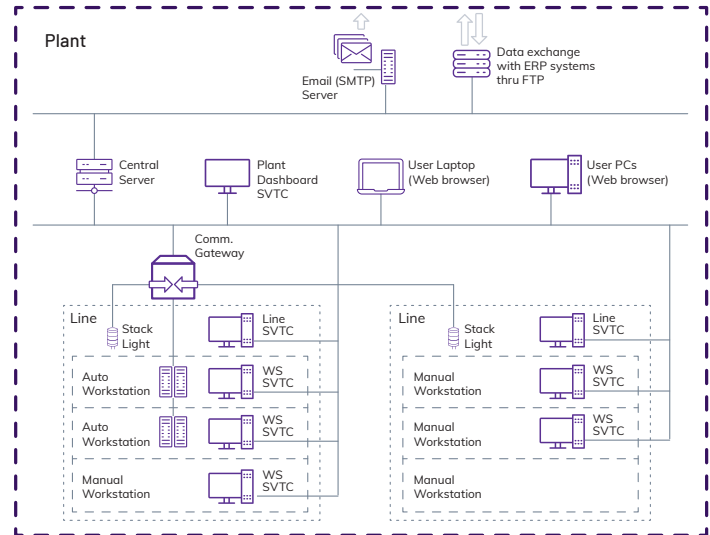 Plant
Email (SMTP)
Server
Data exchange
with ERP systems
thru FTP
Central
Server
Plant
Dashboard
SVTC
User Laptop
(Web browser)
User PCs
(Web browser)
Comm.
Gateway
Line
Stack
Light
Line
SVTC
Auto
Workstation
WS
SVTC
Auto
Workstation
WS
SVTC
Manual
Workstation
WS
SVTC
Line
Stack
Light
Line
SVTC
Manual
Workstation
WS
SVTC
Manual
Workstation
WS
SVTC
Manual
Workstation